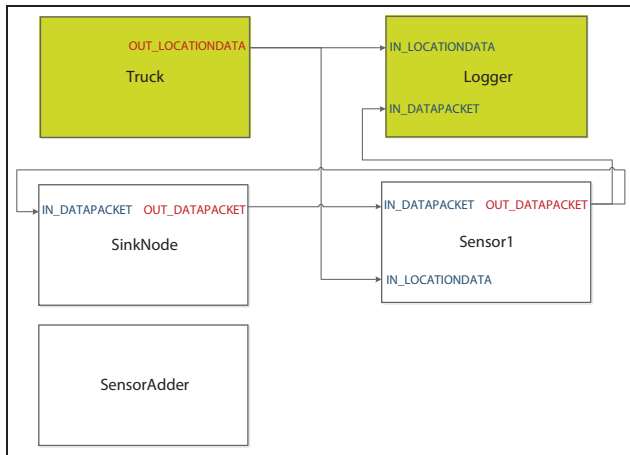 OUT_LOCATIONDATA
Truck
IN_LOCATIONDATA
Logger
IN_DATAPACKET
IN_DATAPACKET OUT_DATAPACKET
SinkNode
IN_DATAPACKET OUT_DATAPACKET
Sensor1
IN_LOCATIONDATA
SensorAdder